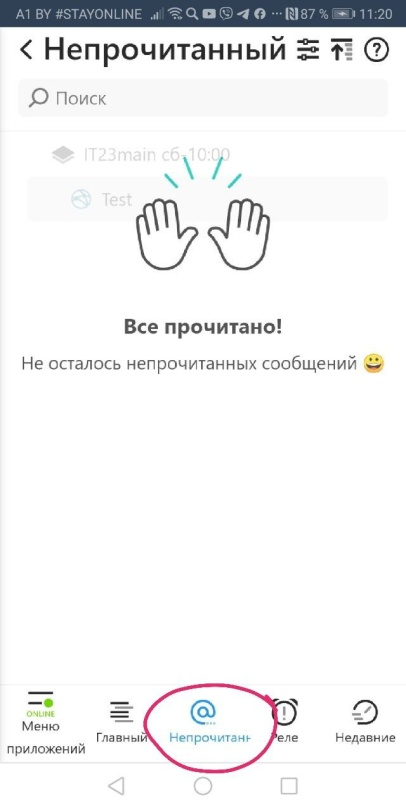 A1 BY #STAYONLINE 87 % 11:20
Непрочитанный
Поиск
IT23main сб-10:00
Test
Все прочитано!
Не осталось непрочитанных сообщений 😀
ONLINE
Меню приложений
Главный
Непрочитанн
Реле
Недавние